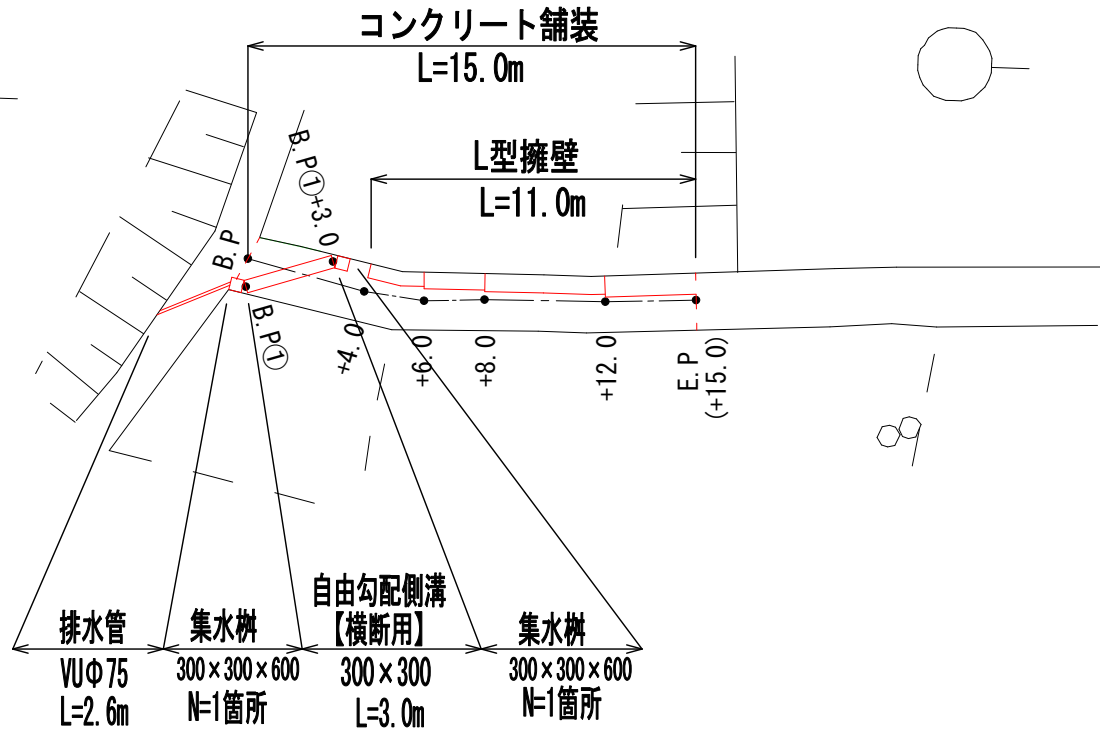 コンクリート舗装
L=15.0m
L型擁壁
L=11.0m
B.P①+3.0
B.P
B.P①
+4.0
+6.0
+8.0
+12.0
E.P
(+15.0)
排水管
VUΦ75
L=2.6m
集水桝
300×300×600
N=1箇所
自由勾配側溝
【横断用】
300×300
L=3.0m
集水桝
300×300×600
N=1箇所